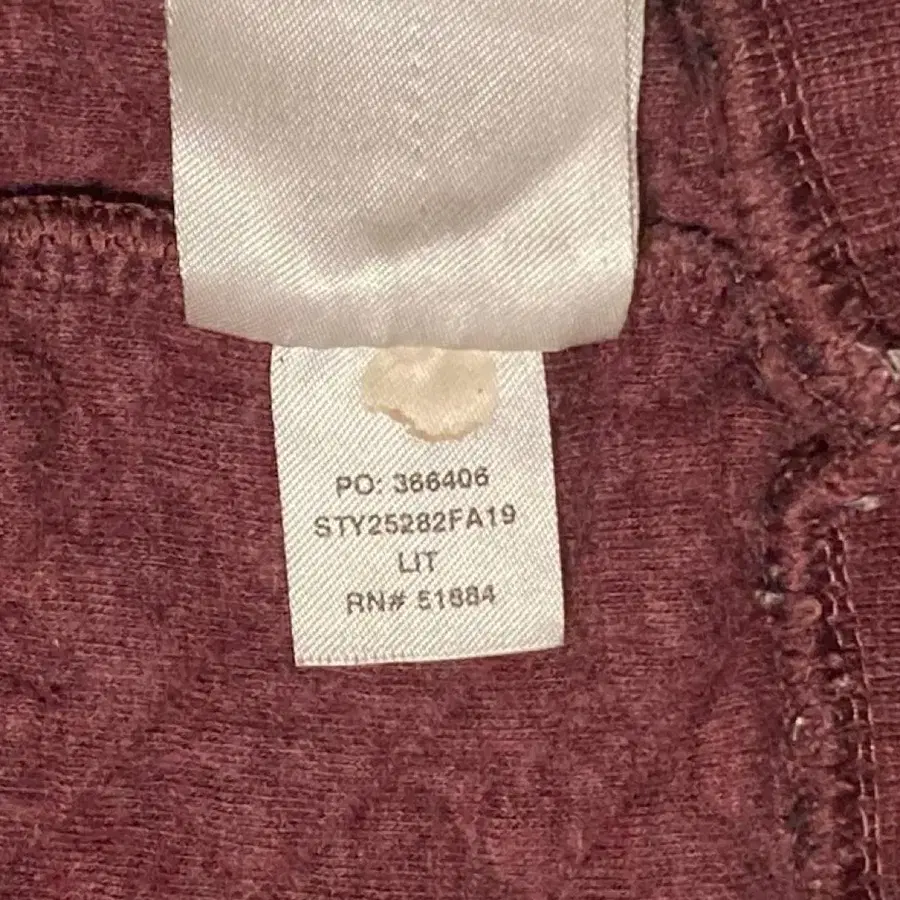 PO: 366406
STY25282FA19
LIT
RN# 51884